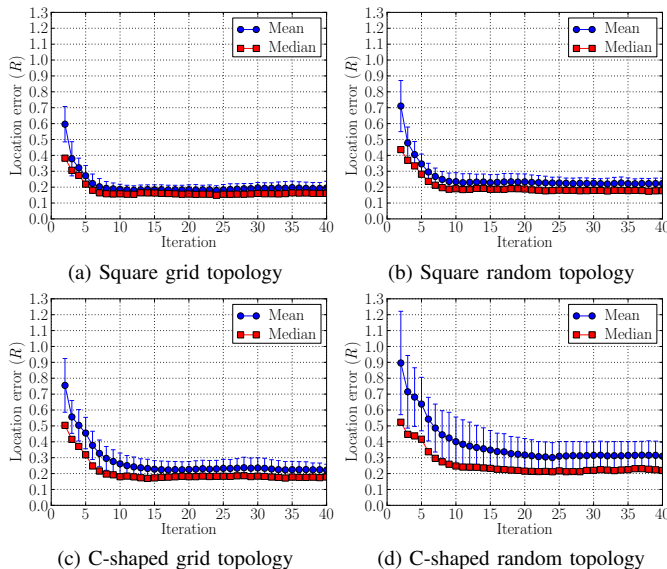 1.3
1.2
1.1
1.0
0.9
0.8
0.7
0.6
0.5
0.4
0.3
0.2
0.1
0.0
Location error (R)
Mean
Median
0 5 10 15 20 25 30 35 40
Iteration
(a) Square grid topology
1.3
1.2
1.1
1.0
0.9
0.8
0.7
0.6
0.5
0.4
0.3
0.2
0.1
0.0
Location error (R)
Mean
Median
0 5 10 15 20 25 30 35 40
Iteration
(b) Square random topology
1.3
1.2
1.1
1.0
0.9
0.8
0.7
0.6
0.5
0.4
0.3
0.2
0.1
0.0
Location error (R)
Mean
Median
0 5 10 15 20 25 30 35 40
Iteration
(c) C-shaped grid topology
1.3
1.2
1.1
1.0
0.9
0.8
0.7
0.6
0.5
0.4
0.3
0.2
0.1
0.0
Location error (R)
Mean
Median
0 5 10 15 20 25 30 35 40
Iteration
(d) C-shaped random topology